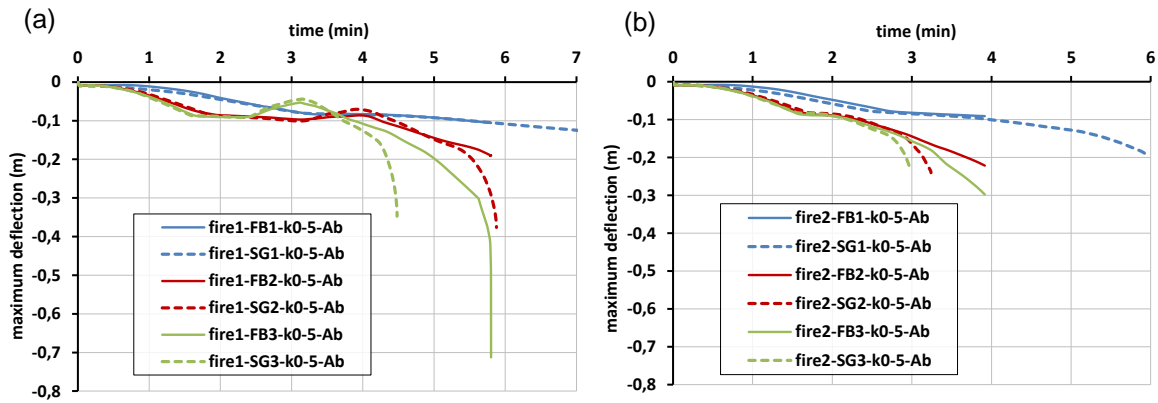 (a)
time (min)
0 1 2 3 4 5 6 7
0
-0,1
-0,2
-0,3
-0,4
-0,5
-0,6
-0,7
-0,8
maximum deflection (m)
fire1-FB1-k0-5-Ab
fire1-SG1-k0-5-Ab
fire1-FB2-k0-5-Ab
fire1-SG2-k0-5-Ab
fire1-FB3-k0-5-Ab
fire1-SG3-k0-5-Ab
(b)
time (min)
0 1 2 3 4 5 6
0
-0,1
-0,2
-0,3
-0,4
-0,5
-0,6
-0,7
-0,8
maximum deflection (m)
fire2-FB1-k0-5-Ab
fire2-SG1-k0-5-Ab
fire2-FB2-k0-5-Ab
fire2-SG2-k0-5-Ab
fire2-FB3-k0-5-Ab
fire2-SG3-k0-5-Ab